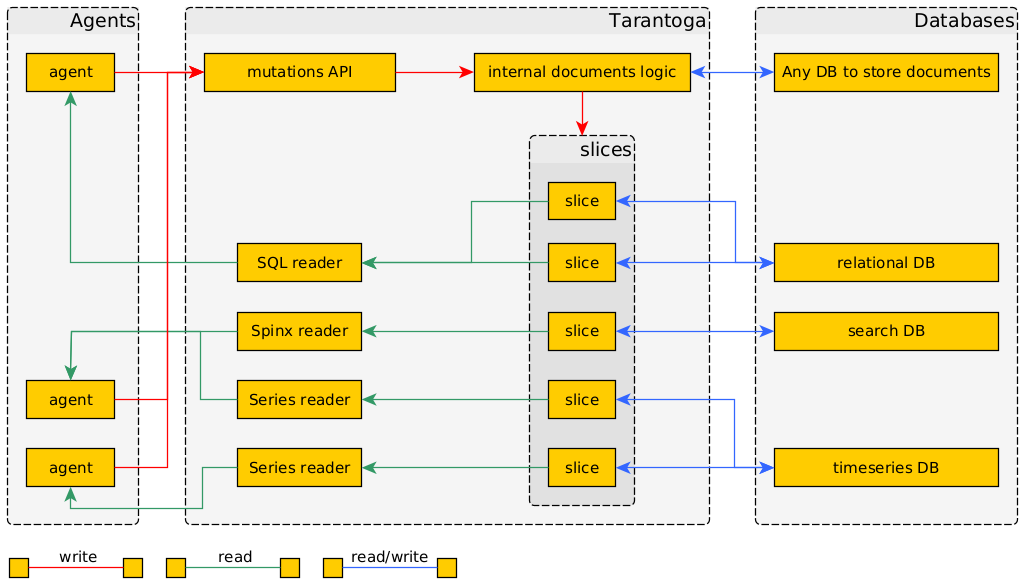 Agents
Tarantoga
Databases
agent
mutations API
internal documents logic
Any DB to store documents
slices
slice
SQL reader
slice
relational DB
Spinx reader
slice
search DB
agent
Series reader
slice
agent
Series reader
slice
timeseries DB
write
read
read/write